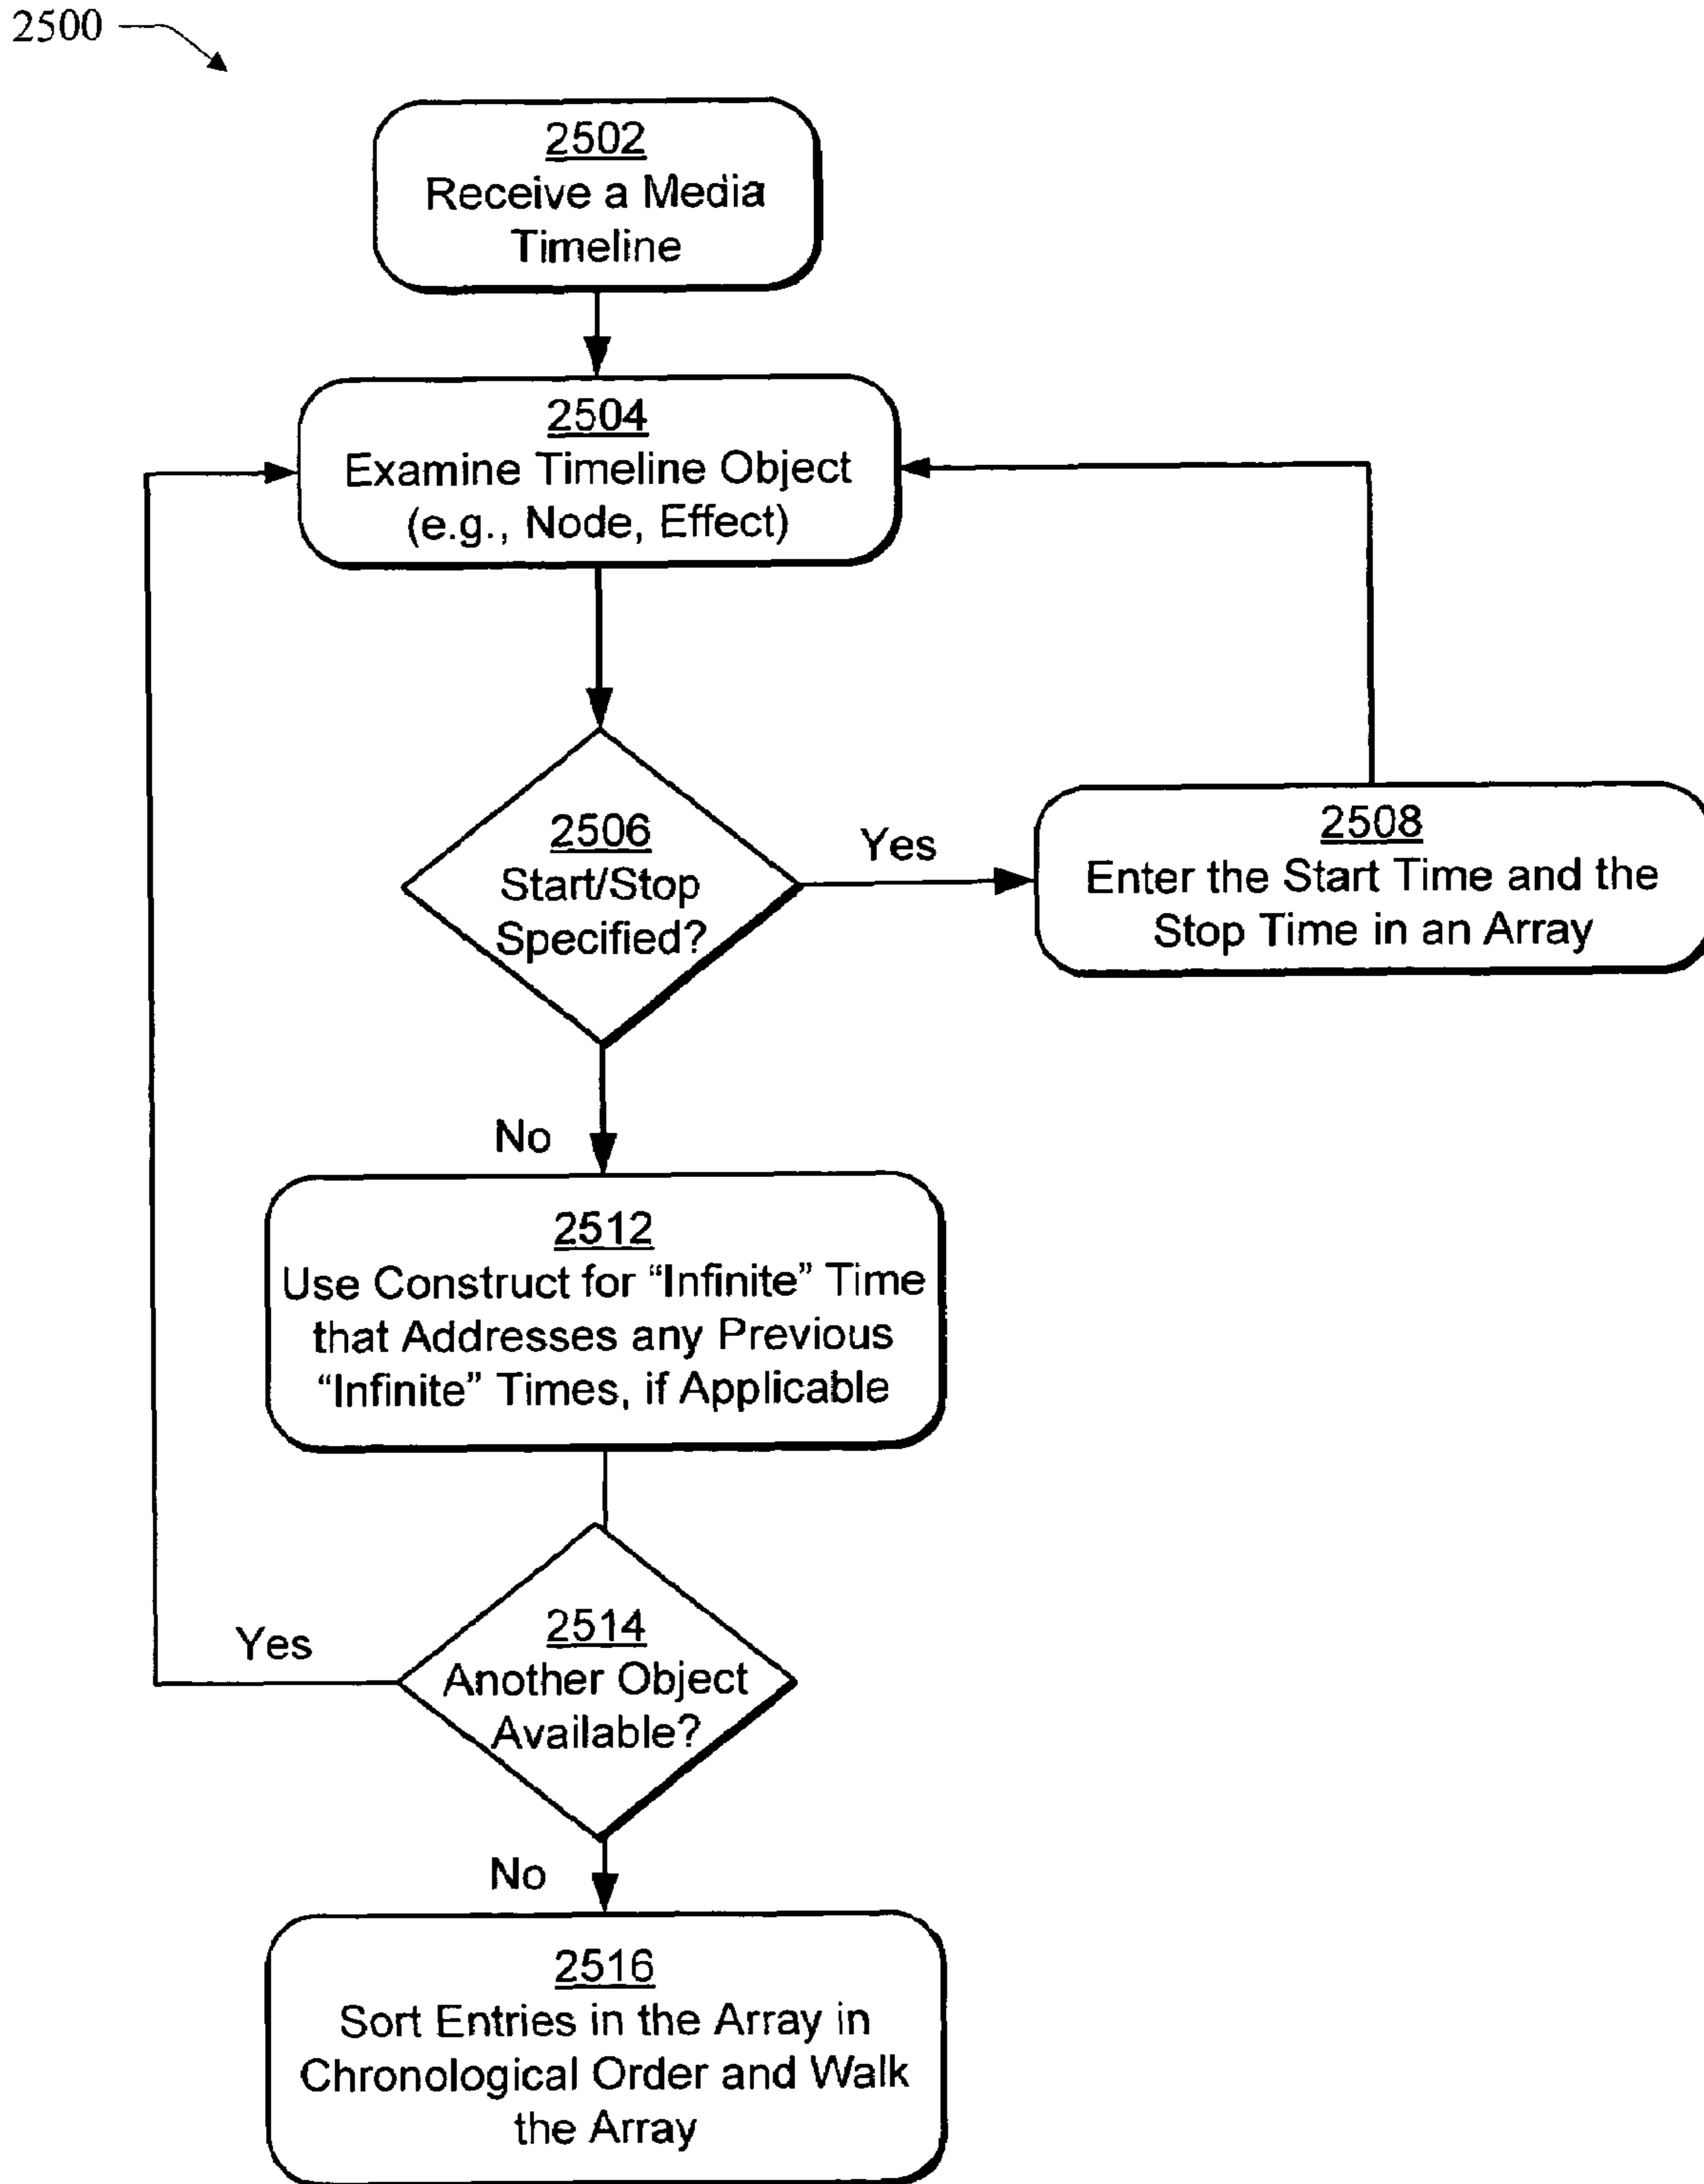 2500
2502
Receive a Media
Timeline
2504
Examine Timeline Object
(e.g., Node, Effect)
2506
Start/Stop
Specified?
Yes
2508
Enter the Start Time and the
Stop Time in an Array
No
2512
Use Construct for “Infinite” Time
that Addresses any Previous
“Infinite” Times, if Applicable
Yes
2514
Another Object
Available?
No
2516
Sort Entries in the Array in
Chronological Order and Walk
the Array